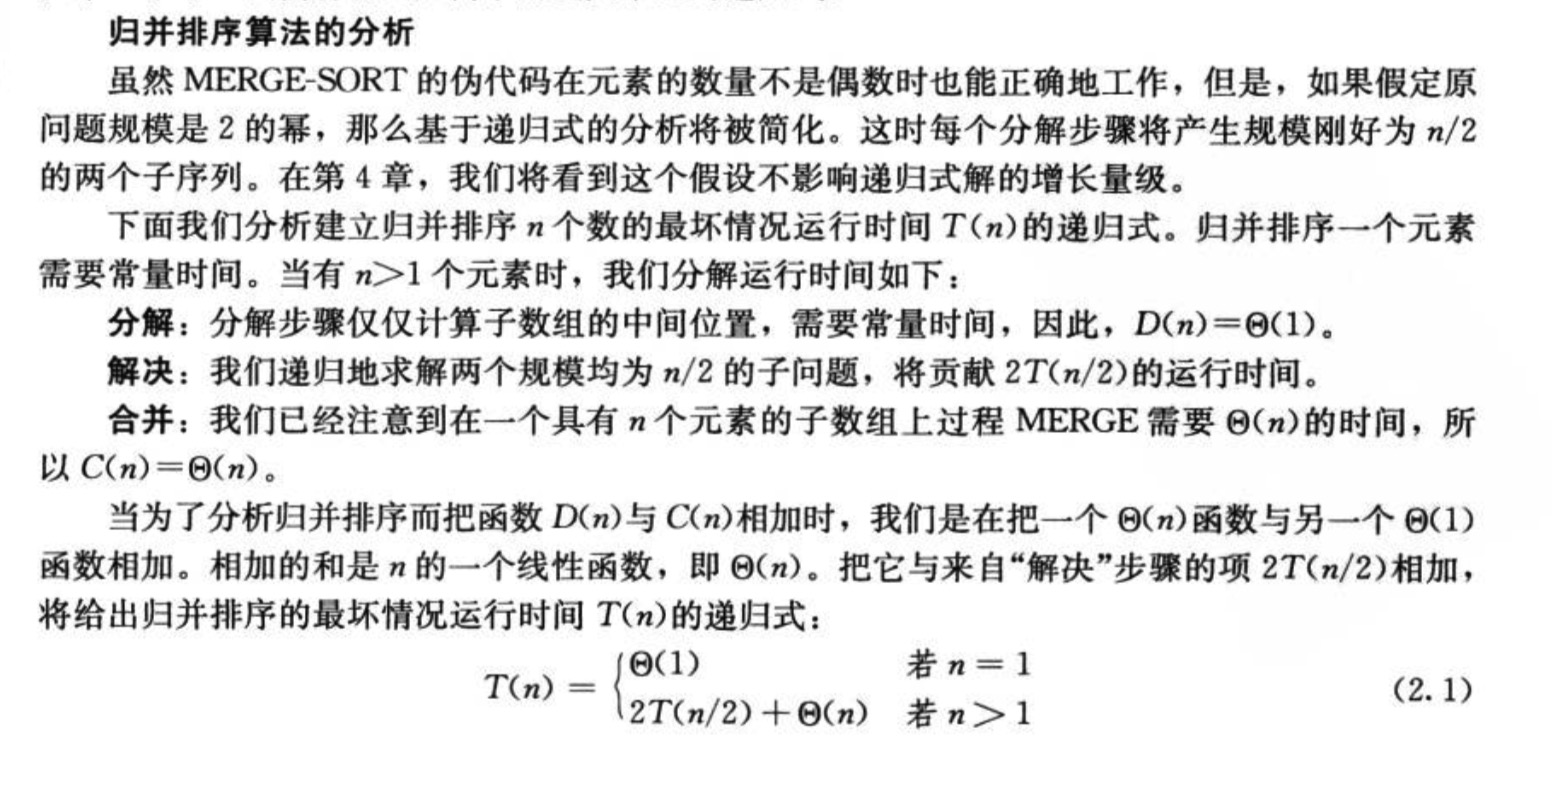 归并排序算法的分析
虽然 MERGE-SORT 的伪代码在元素的数量不是偶数时也能正确地工作，但是，如果假定原
问题规模是 2 的幂，那么基于递归式的分析将被简化。这时每个分解步骤将产生规模刚好为 n/2
的两个子序列。在第 4 章，我们将看到这个假设不影响递归式解的增长量级。
下面我们分析建立归并排序 n 个数的最坏情况运行时间 T(n)的递归式。归并排序一个元素
需要常量时间。当有 n>1 个元素时，我们分解运行时间如下：
分解：分解步骤仅仅计算子数组的中间位置，需要常量时间，因此，D(n)=Θ(1)。
解决：我们递归地求解两个规模均为 n/2 的子问题，将贡献 2T(n/2)的运行时间。
合并：我们已经注意到在一个具有 n 个元素的子数组上过程 MERGE 需要 Θ(n)的时间，所
以 C(n)=Θ(n)。
当为了分析归并排序而把函数 D(n)与 C(n)相加时，我们是在把一个 Θ(n)函数与另一个 Θ(1)
函数相加。相加的和是 n 的一个线性函数，即 Θ(n)。把它与来自“解决”步骤的项 2T(n/2)相加，
将给出归并排序的最坏情况运行时间 T(n)的递归式：
Θ(1) 若 n = 1
T(n) = (2.1)
2T(n/2) + Θ(n) 若 n > 1